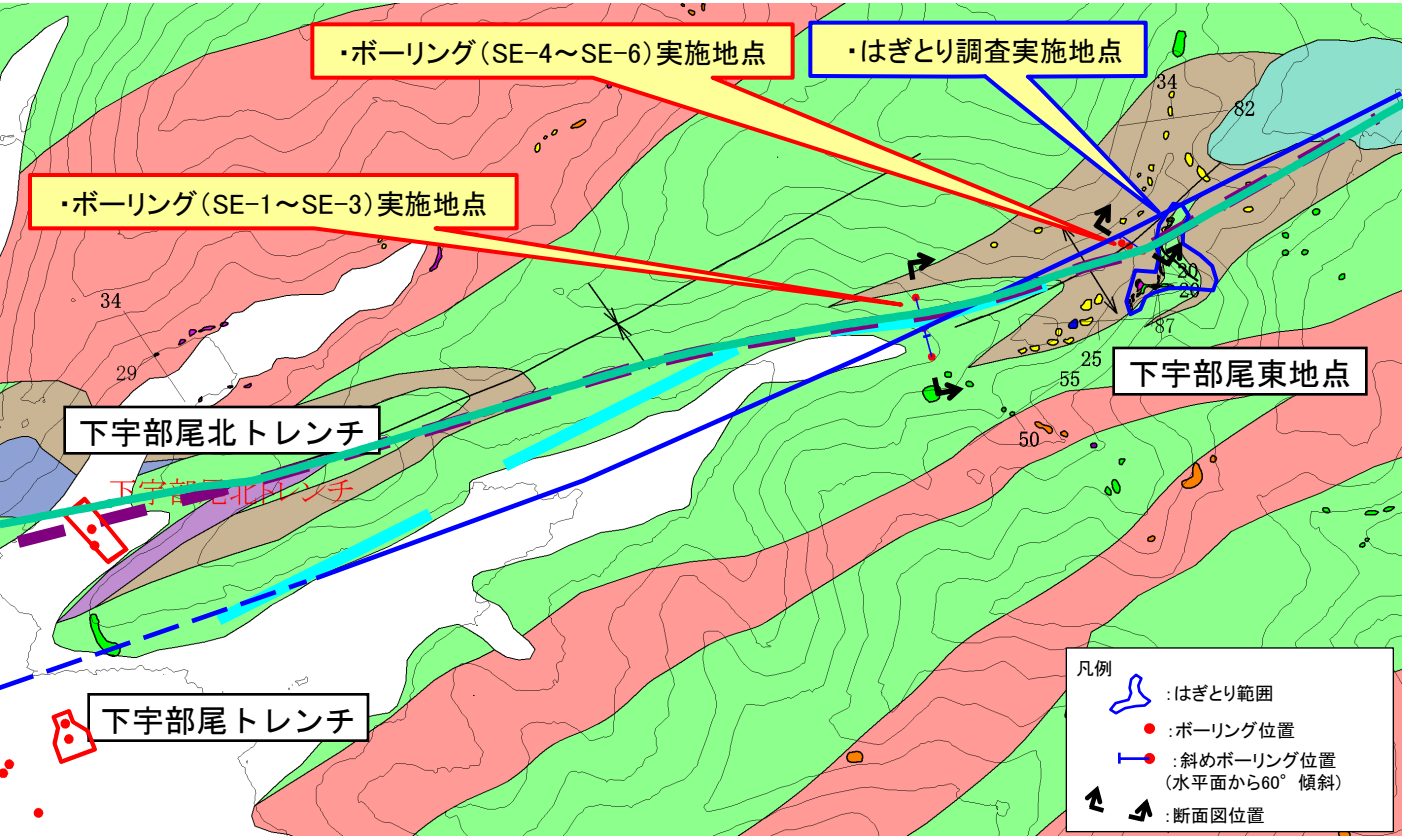 ・ボーリング(SE-4～SE-6)実施地点
・はぎとり調査実施地点
34
82
・ボーリング(SE-1～SE-3)実施地点
20
20
34
87
25
29
下宇部尾東地点
55
下宇部尾北トレンチ
50
下宇部尾北トレンチ
凡例
:はぎとり範囲
下宇部尾トレンチ
:ボーリング位置
:斜めボーリング位置
(水平面から60°傾斜)
:断面図位置